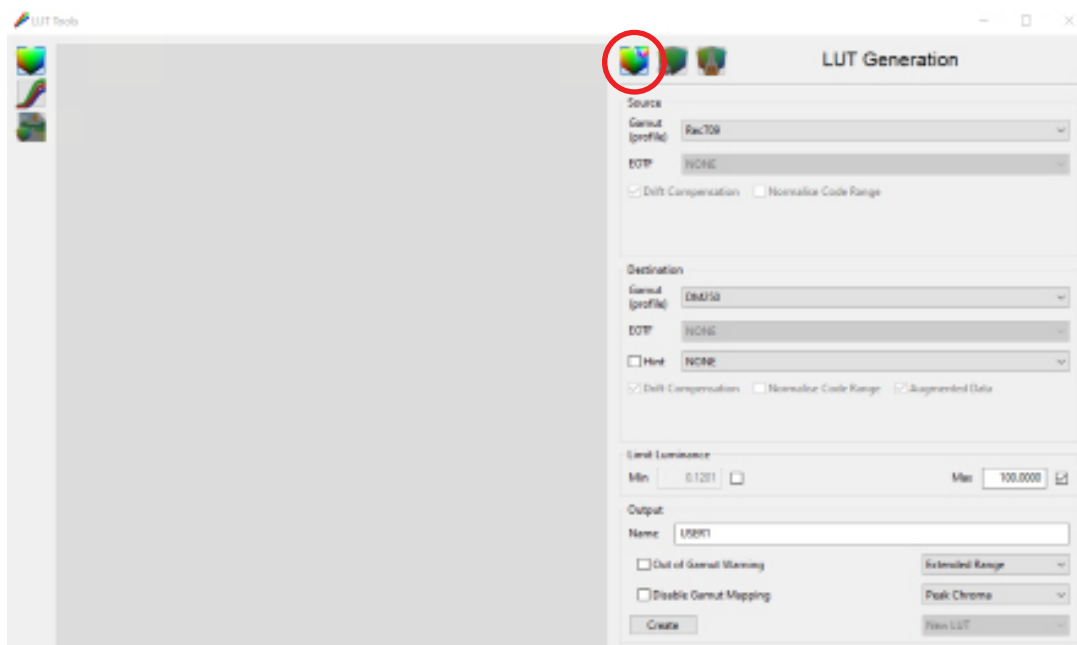 LUT Tools
LUT Generation
Source
Gamut (profile) Rec709
EOTF NONE
Drift Compensation Normalise Code Range
Destination
Gamut (profile) DM250
EOTF NONE
Hint NONE
Drift Compensation Normalise Code Range Augmented Data
Limit Luminance
Min 0.1201 Max 100.0000
Output
Name USER1
Out of Gamut Warning Extended Range
Disable Gamut Mapping Peak Chroma
Create New LUT